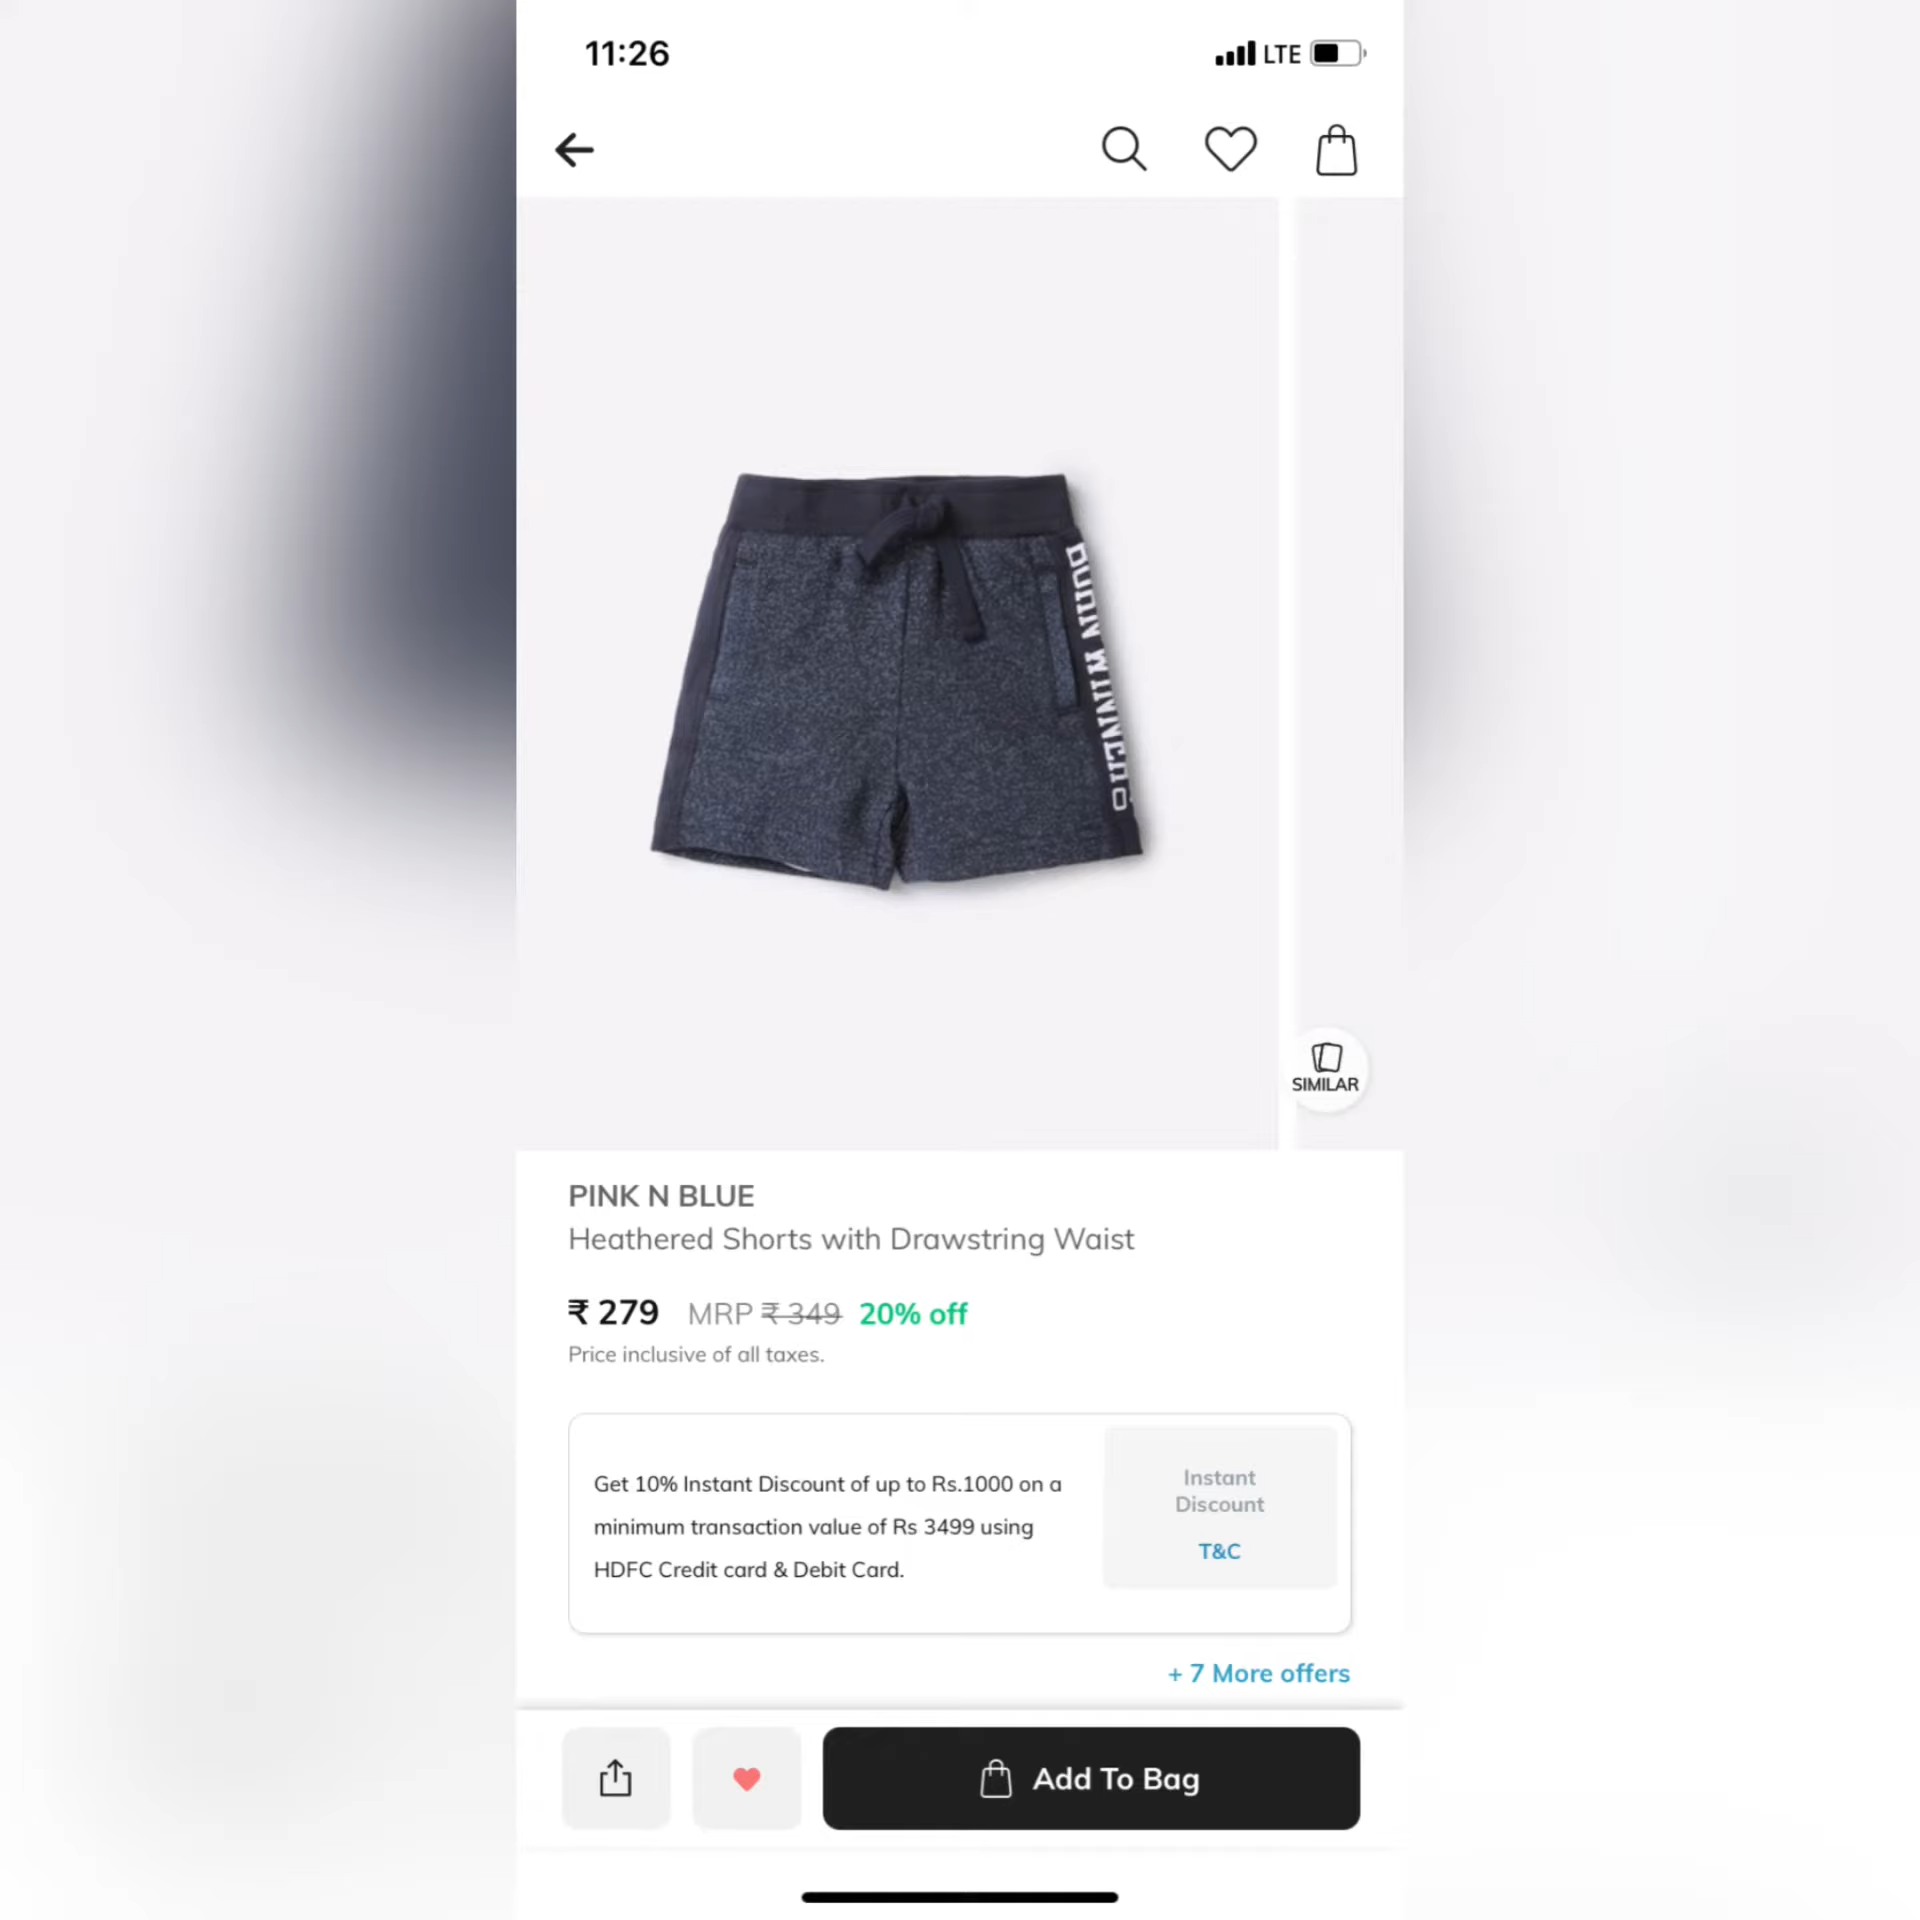 11:26
LTE
BORN WINNERS
SIMILAR
PINK N BLUE
Heathered Shorts with Drawstring Waist
₹ 279 MRP ₹ 349 20% off
Price inclusive of all taxes.
Get 10% Instant Discount of up to Rs.1000 on a
minimum transaction value of Rs 3499 using
HDFC Credit card & Debit Card.
Instant
Discount
T&C
+ 7 More offers
Add To Bag